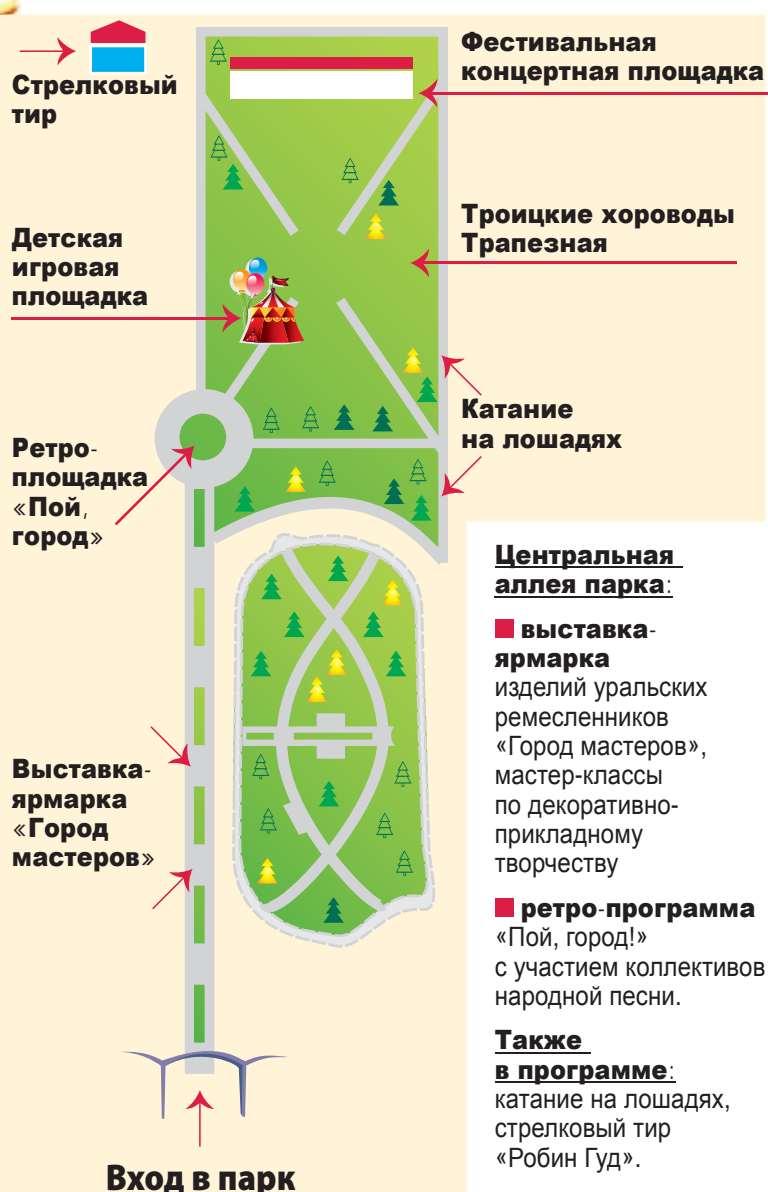 Стрелковый
тир
Фестивальная
концертная площадка
Троицкие хороводы
Трапезная
Детская
игровая
площадка
Катание
на лошадях
Ретро-
площадка
«Пой,
город»
Выставка-
ярмарка
«Город
мастеров»
Вход в парк
Центральная
аллея парка:
выставка-
ярмарка
изделий уральских
ремесленников
«Город мастеров»,
мастер-классы
по декоративно-
прикладному
творчеству
ретро-программа
«Пой, город!»
с участием коллективов
народной песни.
Также
в программе:
катание на лошадях,
стрелковый тир
«Робин Гуд».